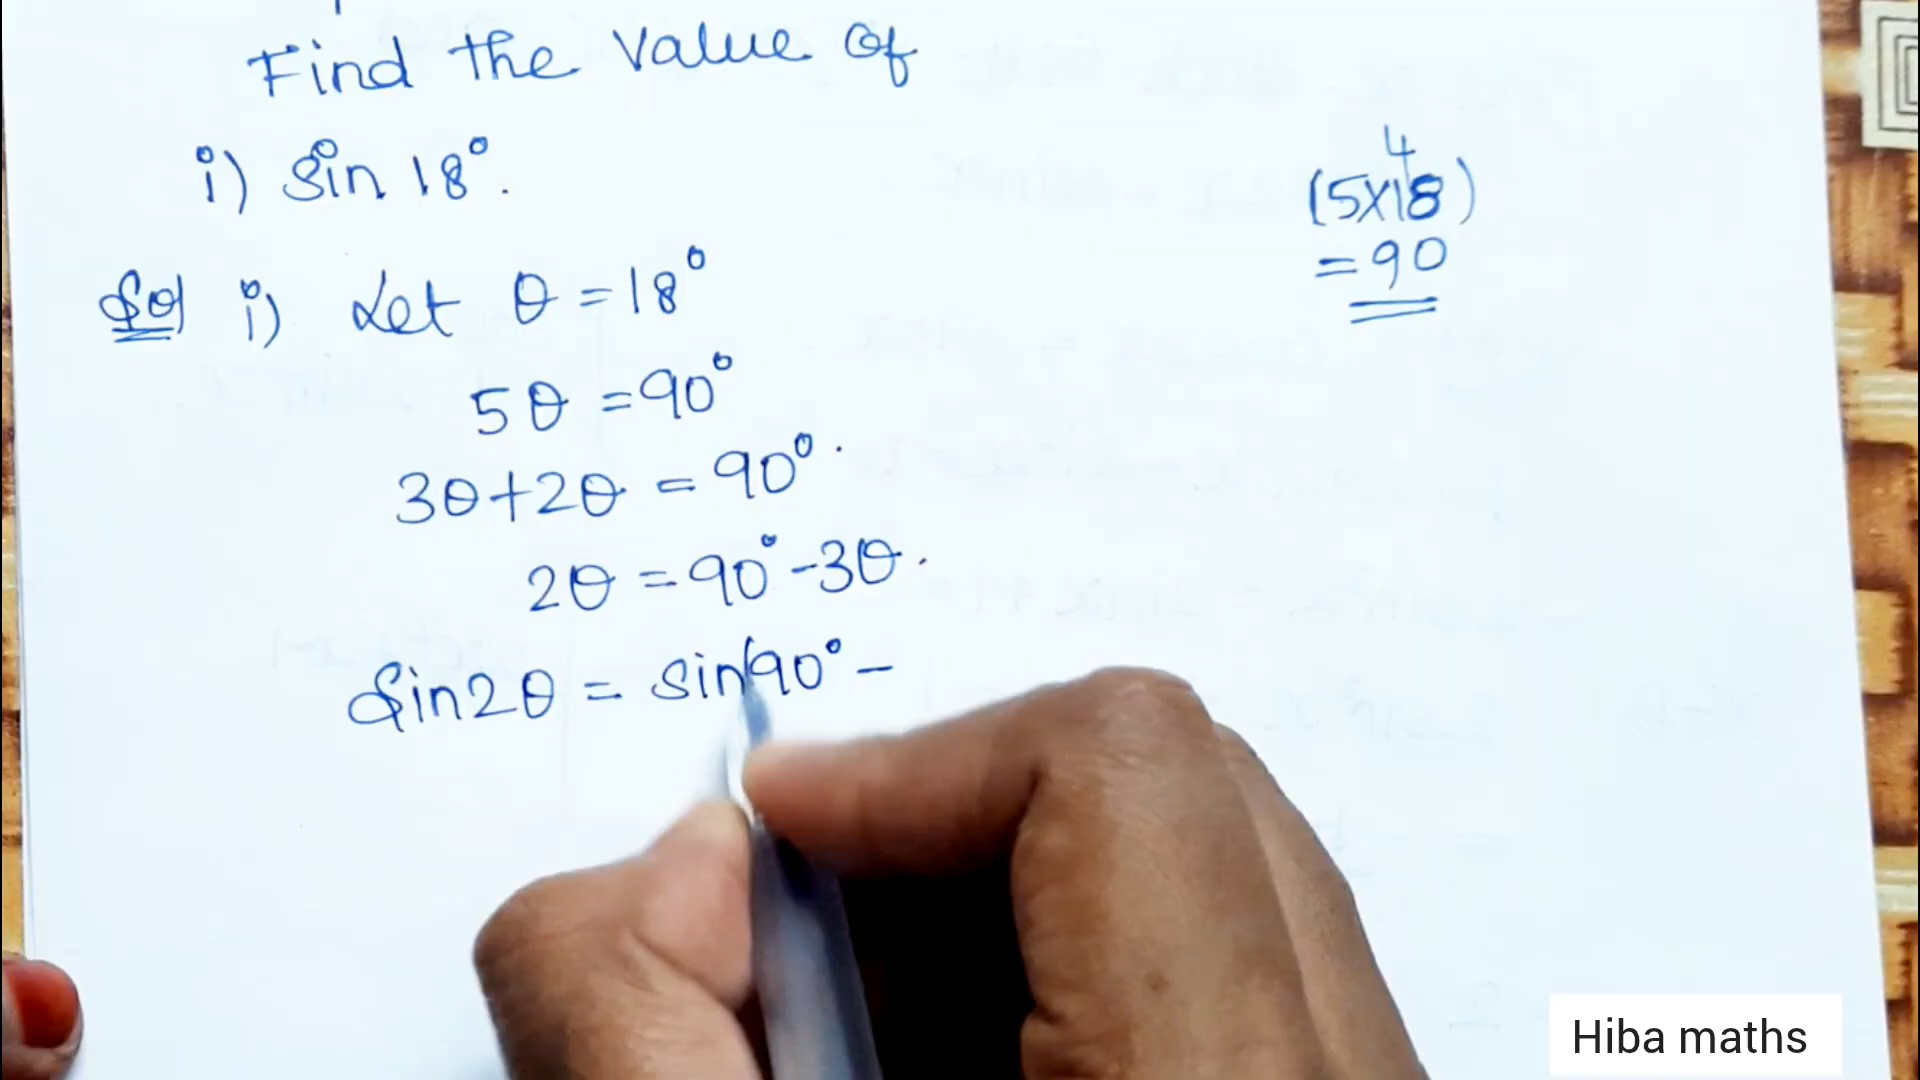 Find the value of
i) Sin 18°.
Sol i) Let θ = 18°
5θ = 90°
3θ+2θ = 90°.
2θ = 90°-3θ.
Sin2θ = sin(90° -
4
(5×18)
= 90
Hiba maths